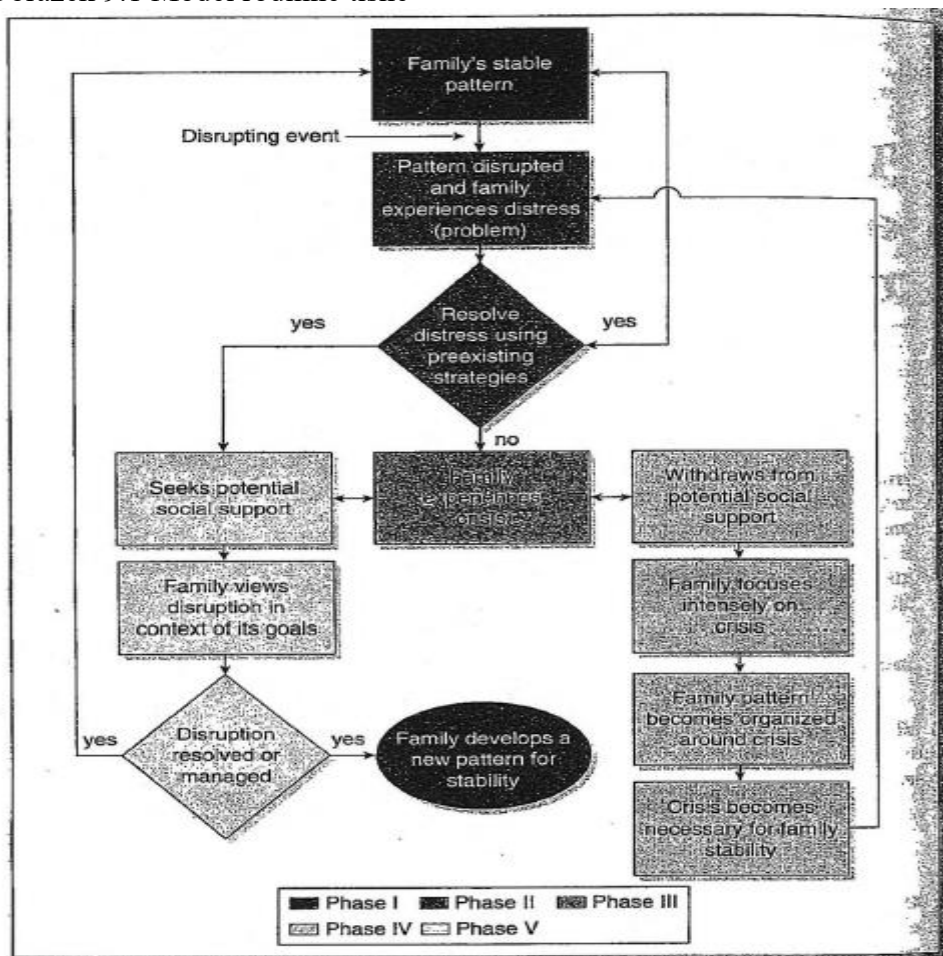 Family's stable
pattern
Disrupting event
Pattern disrupted
and family
experiences distress
(problem)
Resolve
distress using
preexisting
strategies
yes
yes
no
Seeks potential
social support
Family
experiences
crisis
Withdraws from
potential social
support
Family views
disruption in
context of its goals
Family focuses
intensely on
crisis
Disruption
resolved or
managed
yes
yes
Family develops a
new pattern for
stability
Family pattern
becomes organized
around crisis
Crisis becomes
necessary for family
stability
Phase I Phase II Phase III
Phase IV Phase V